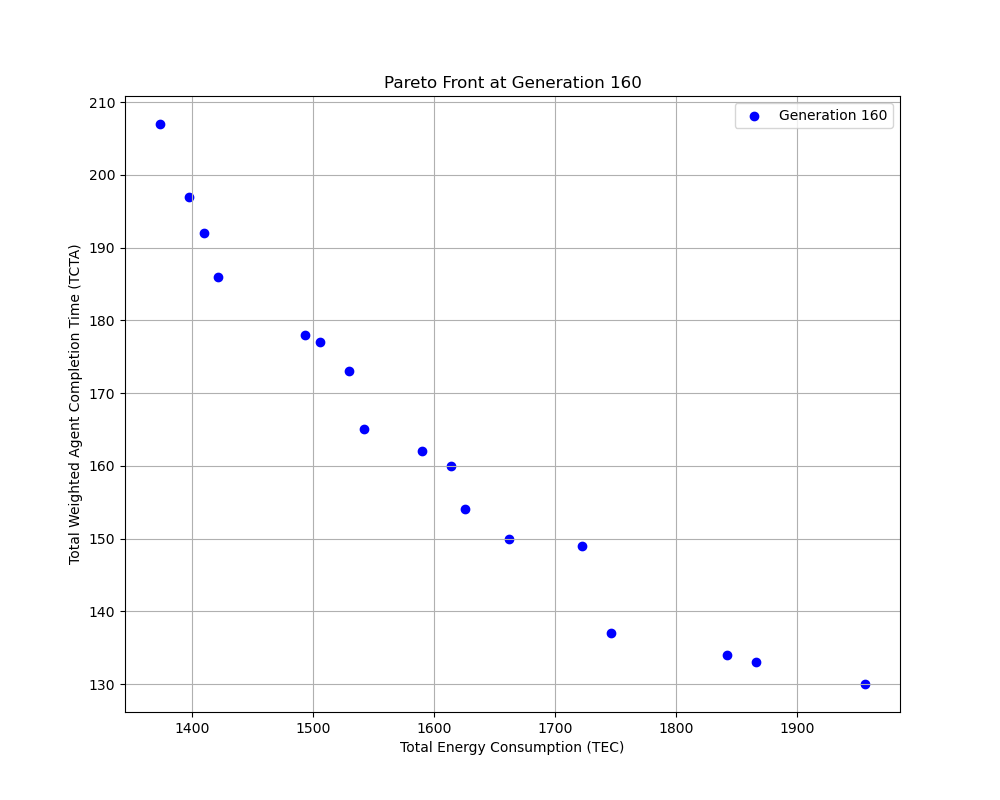 Pareto Front at Generation 160
Generation 160
Total Weighted Agent Completion Time (TCTA)
210
200
190
180
170
160
150
140
130
1400 1500 1600 1700 1800 1900
Total Energy Consumption (TEC)